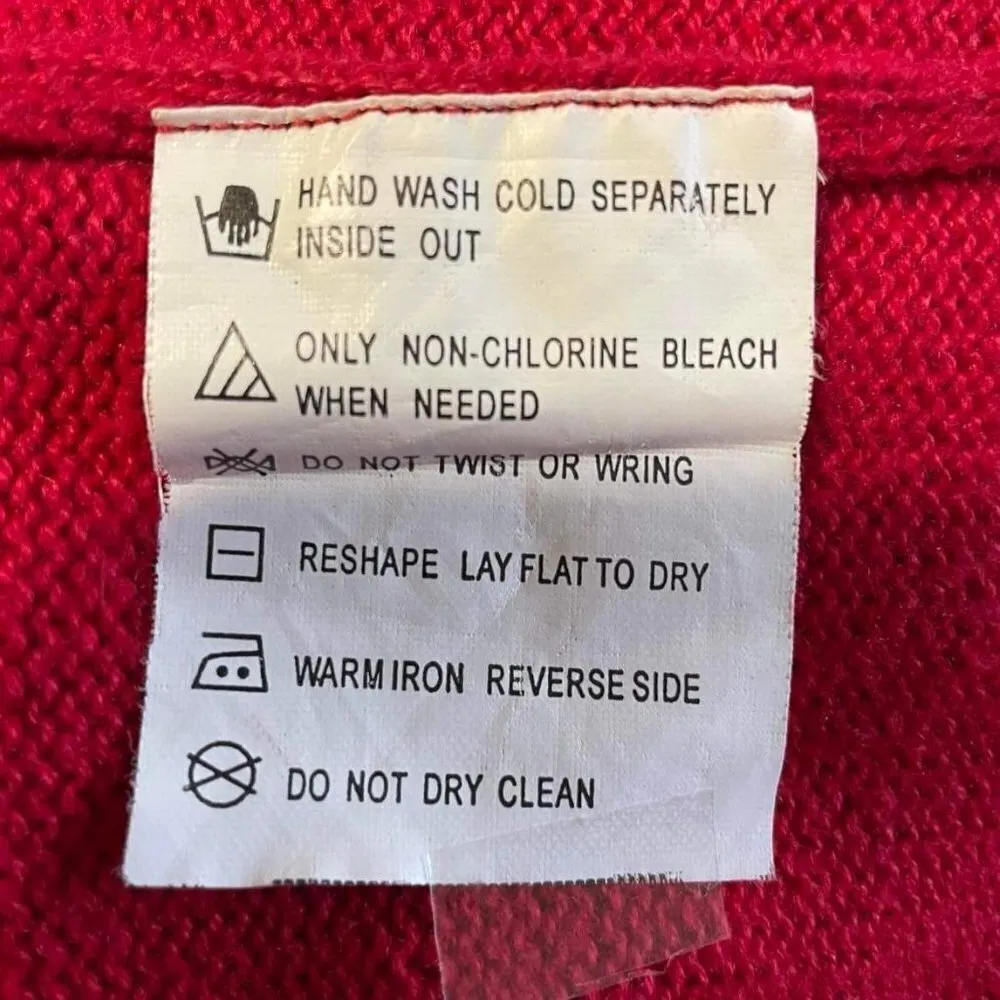 HAND WASH COLD SEPARATELY
INSIDE OUT
ONLY NON-CHLORINE BLEACH
WHEN NEEDED
DO NOT TWIST OR WRING
RESHAPE LAY FLAT TO DRY
WARM IRON REVERSE SIDE
DO NOT DRY CLEAN